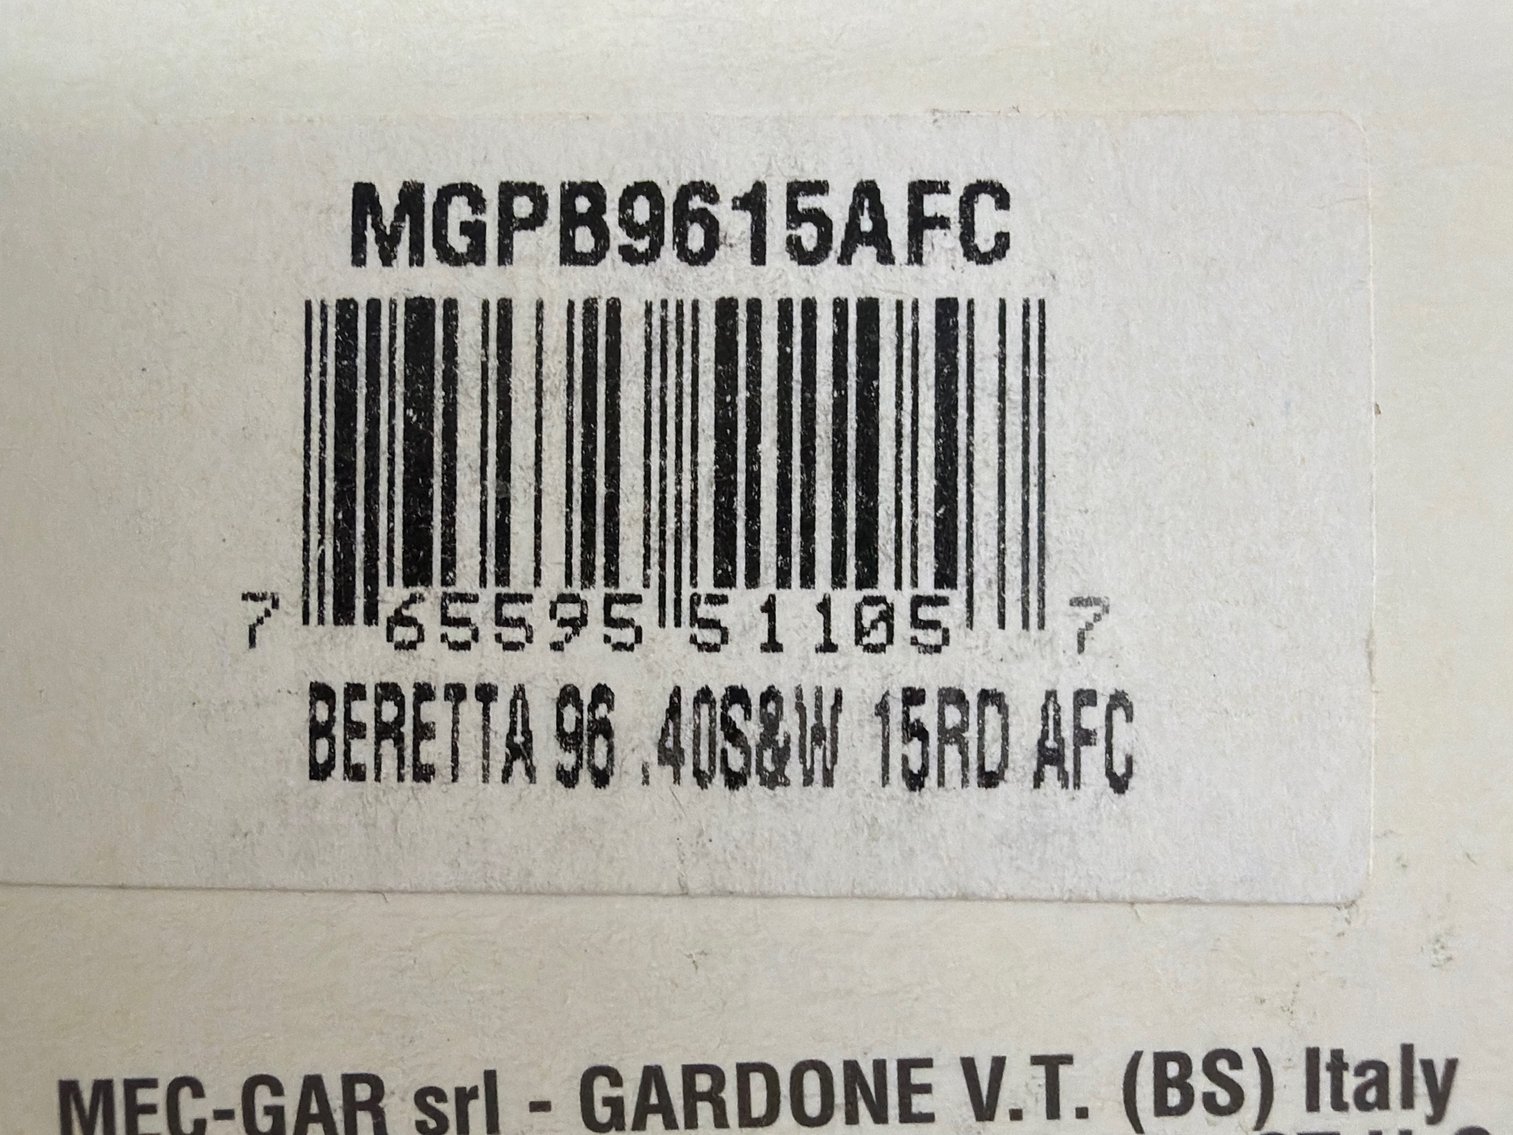 MGPB9615AFC
7 65595 51105 7
BERETTA 96 .40S&W 15RD AFC
MEC-GAR srl - GARDONE V.T. (BS) Italy